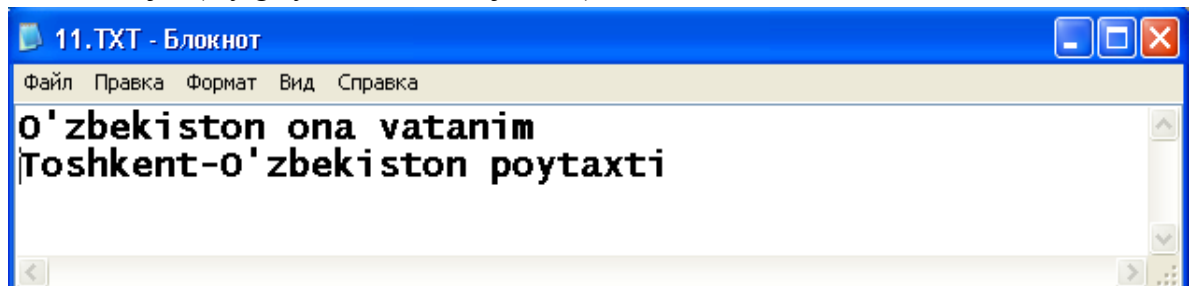 11.TXT - Блокнот
Файл Правка Формат Вид Справка
O'zbekiston ona vatanim
Toshkent-O'zbekiston poytaxti